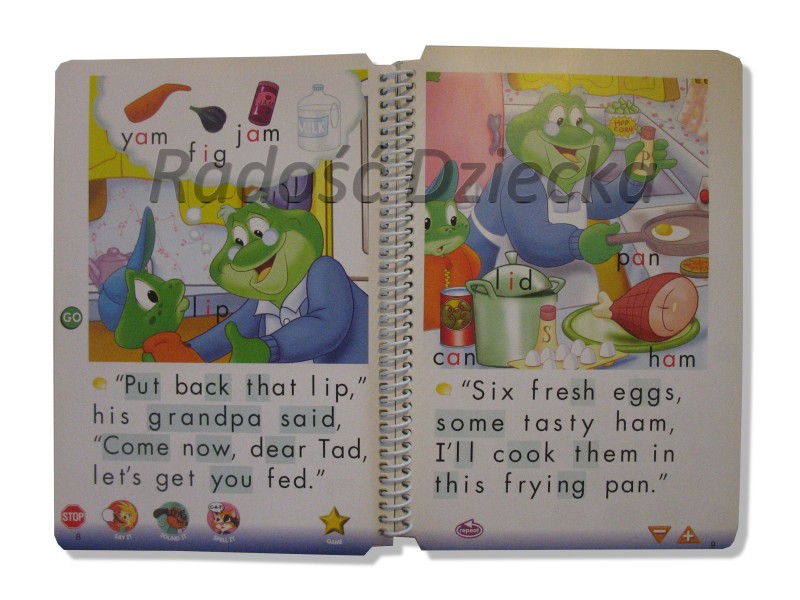 yam
fig
jam
MILK
Radość Dziecka
lip
GO
"Put back that lip,"
his grandpa said,
"Come now, dear Tad,
let's get you fed."
STOP
SAY IT
SOUND IT
SPELL IT
GAME
8
P
pan
lid
S
can
ham
"Six fresh eggs,
some tasty ham,
I'll cook them in
this frying pan."
repeat
9